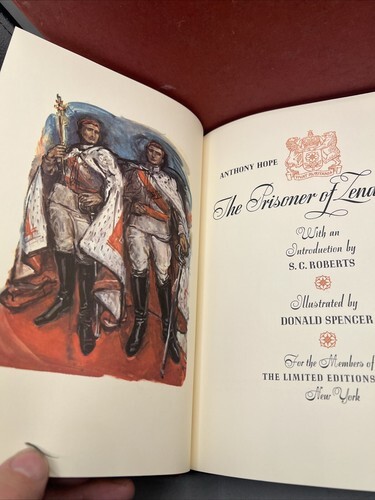 ANTHONY HOPE
The Prisoner of Zend
With an
Introduction by
S. C. ROBERTS
Illustrated by
DONALD SPENCER
For the Members of
THE LIMITED EDITIONS
New York